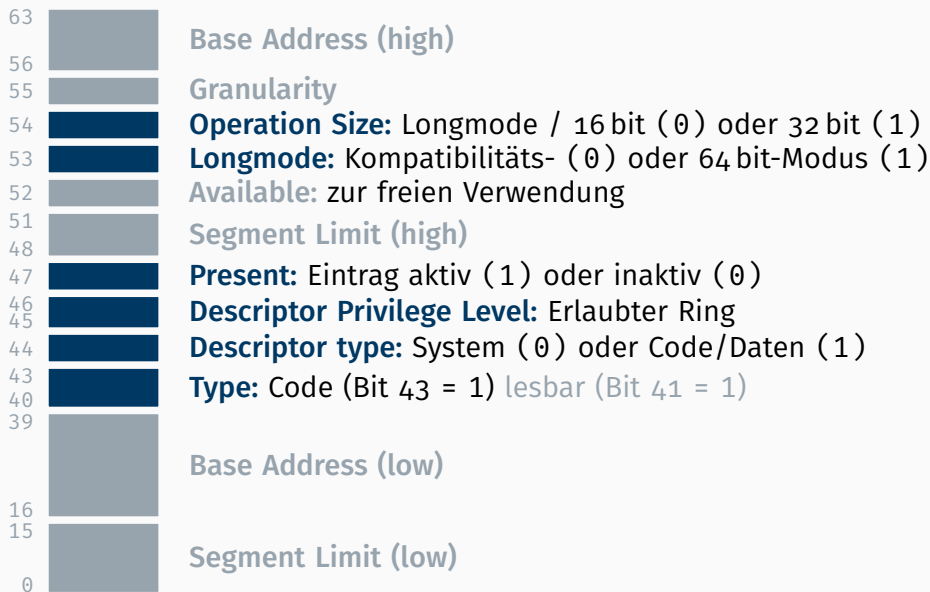 63
56
Base Address (high)
55 Granularity
54 Operation Size: Longmode / 16 bit (0) oder 32 bit (1)
53 Longmode: Kompatibilitäts- (0) oder 64 bit-Modus (1)
52 Available: zur freien Verwendung
51
48
Segment Limit (high)
47 Present: Eintrag aktiv (1) oder inaktiv (0)
46
45
Descriptor Privilege Level: Erlaubter Ring
44 Descriptor type: System (0) oder Code/Daten (1)
43
40
Type: Code (Bit 43 = 1) lesbar (Bit 41 = 1)
39
16
Base Address (low)
15
0
Segment Limit (low)